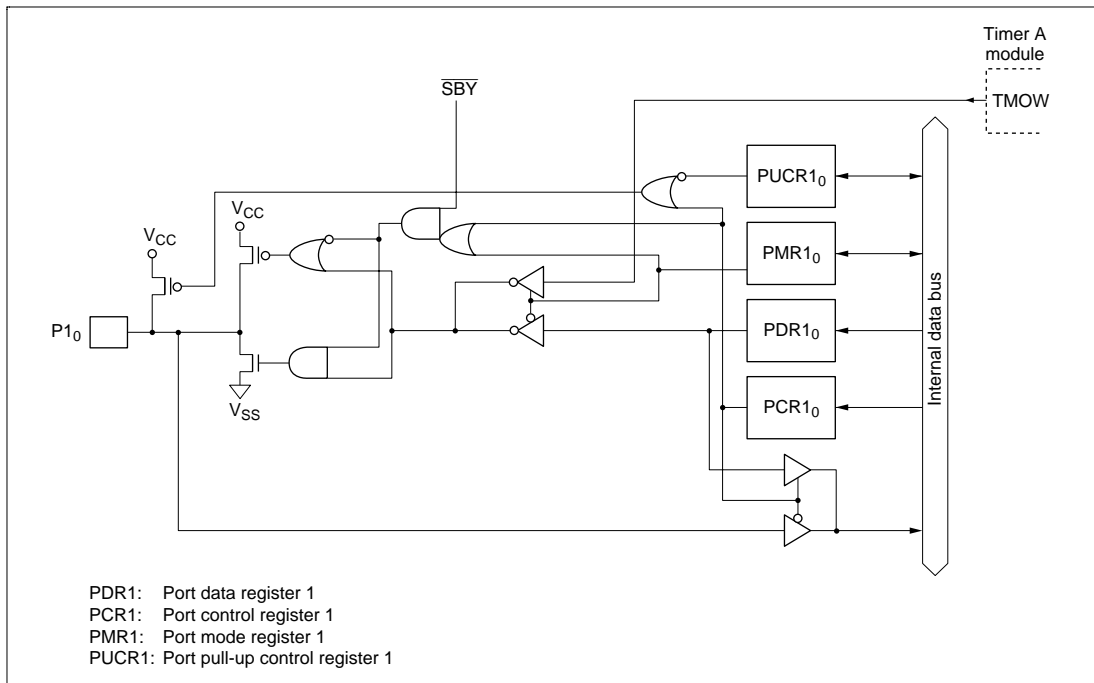 Timer A
module
TMOW
SBY
PUCR1₀
V_CC
V_CC
PMR1₀
P1₀
PDR1₀
V_SS
PCR1₀
Internal data bus
PDR1: Port data register 1
PCR1: Port control register 1
PMR1: Port mode register 1
PUCR1: Port pull-up control register 1